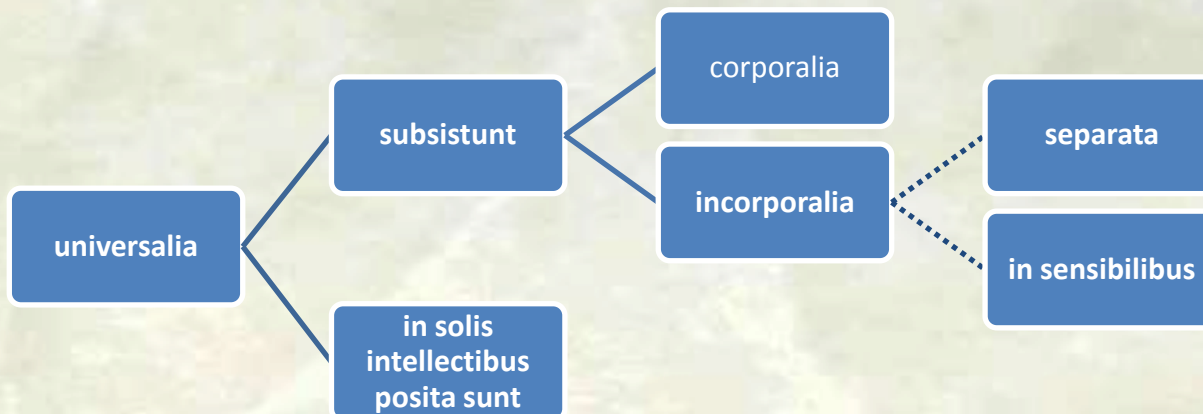 universalia
subsistunt
in solis
intellectibus
posita sunt
corporalia
incorporalia
separata
in sensibilibus